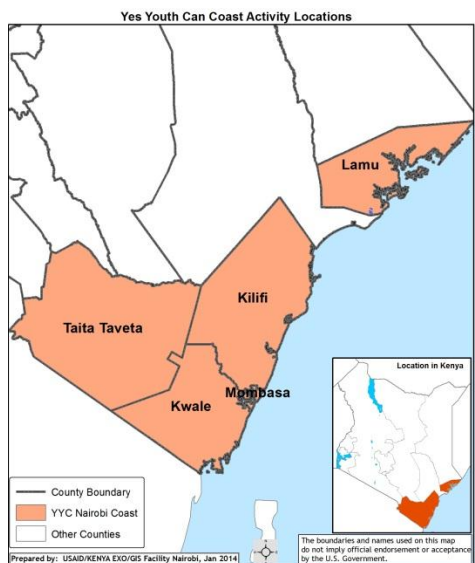 Yes Youth Can Coast Activity Locations
Lamu
Kilifi
Taita Taveta
Mombasa
Kwale
Location in Kenya
County Boundary
YYC Nairobi Coast
Other Counties
The boundaries and names used on this map
do not imply official endorsement or acceptance
by the U.S. Government.
Prepared by: USAID/KENYA EXO/GIS Facility Nairobi, Jan 2014